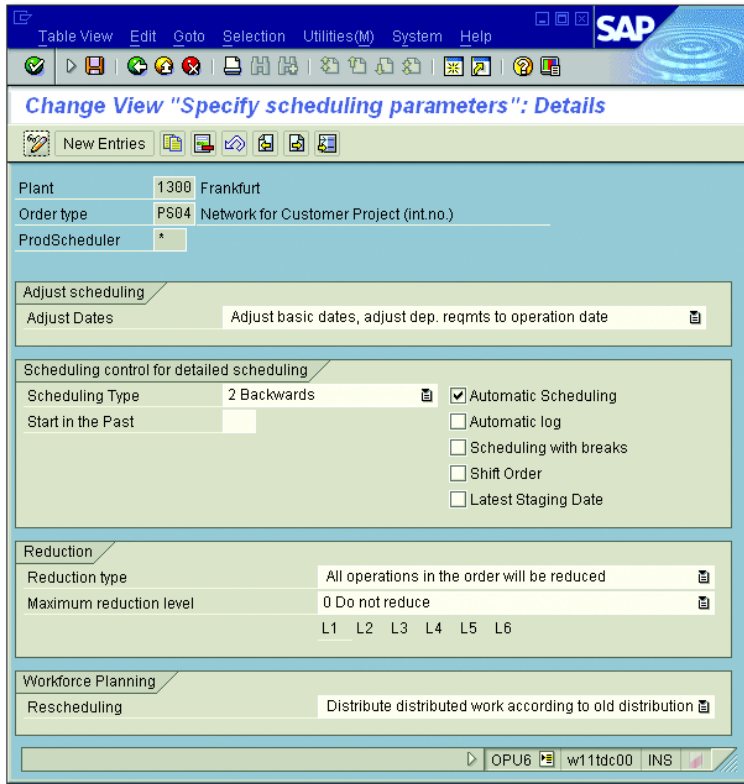 Table View Edit Goto Selection Utilities(M) System Help
SAP
Change View "Specify scheduling parameters": Details
New Entries
Plant 1300 Frankfurt
Order type PS04 Network for Customer Project (int.no.)
ProdScheduler *
Adjust scheduling
Adjust Dates Adjust basic dates, adjust dep. reqmts to operation date
Scheduling control for detailed scheduling
Scheduling Type 2 Backwards Automatic Scheduling
Start in the Past Automatic log
Scheduling with breaks
Shift Order
Latest Staging Date
Reduction
Reduction type All operations in the order will be reduced
Maximum reduction level 0 Do not reduce
L1 L2 L3 L4 L5 L6
Workforce Planning
Rescheduling Distribute distributed work according to old distribution
OPU6 w11tdc00 INS